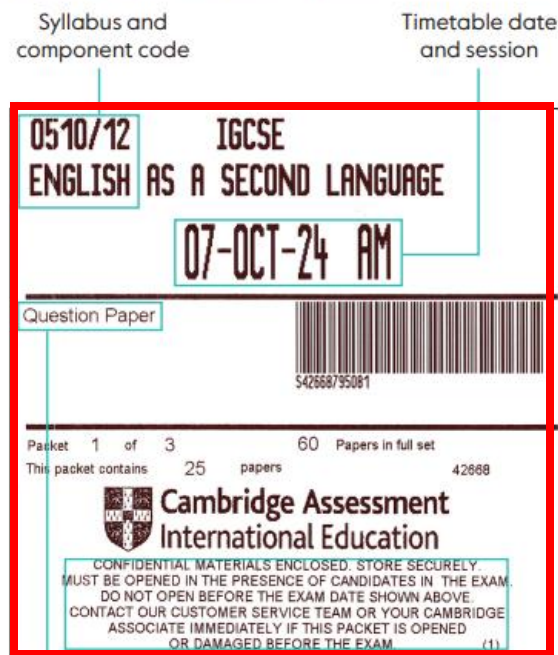 Syllabus and
component code
Timetable date
and session
0510/12 IGCSE
ENGLISH AS A SECOND LANGUAGE
07-OCT-24 AM
Question Paper
S42668795081
Packet 1 of 3 60 Papers in full set
This packet contains 25 papers 42668
Cambridge Assessment
International Education
CONFIDENTIAL MATERIALS ENCLOSED. STORE SECURELY.
MUST BE OPENED IN THE PRESENCE OF CANDIDATES IN THE EXAM.
DO NOT OPEN BEFORE THE EXAM DATE SHOWN ABOVE.
CONTACT OUR CUSTOMER SERVICE TEAM OR YOUR CAMBRIDGE
ASSOCIATE IMMEDIATELY IF THIS PACKET IS OPENED
OR DAMAGED BEFORE THE EXAM. (1)